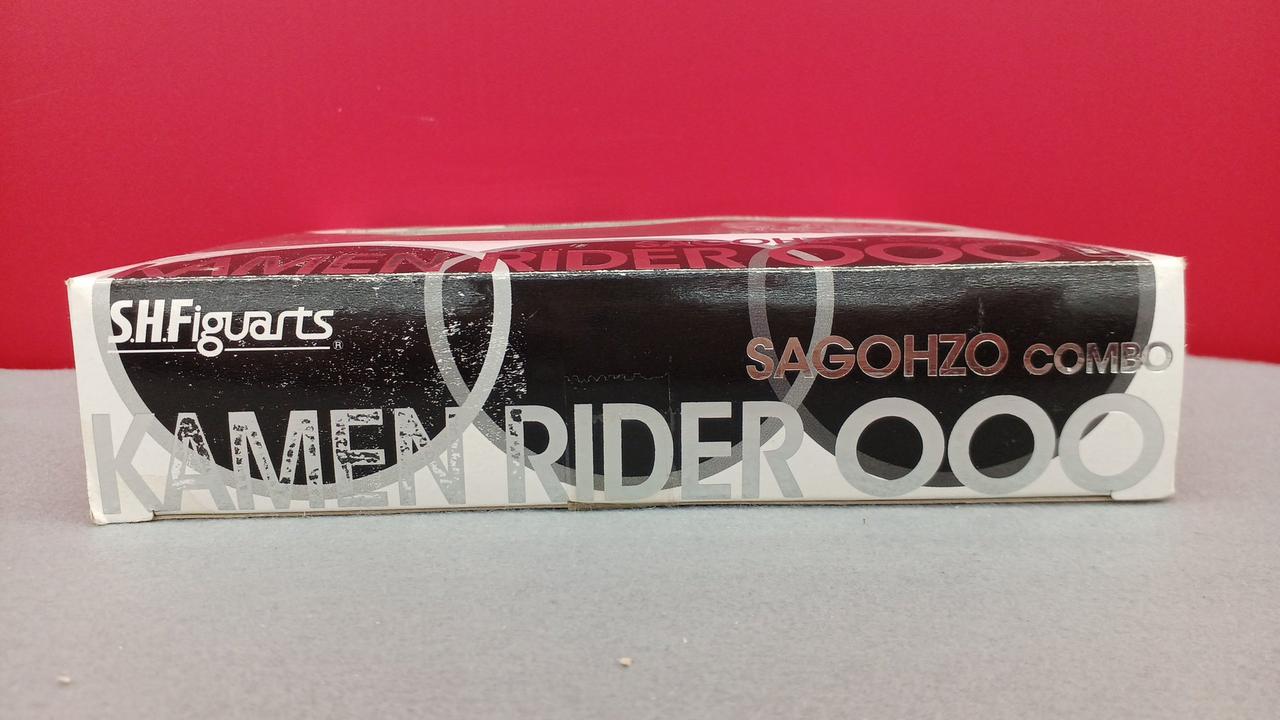 KAMEN RIDER OOO
S.H.Figuarts®
SAGOHZO COMBO
KAMEN RIDER OOO